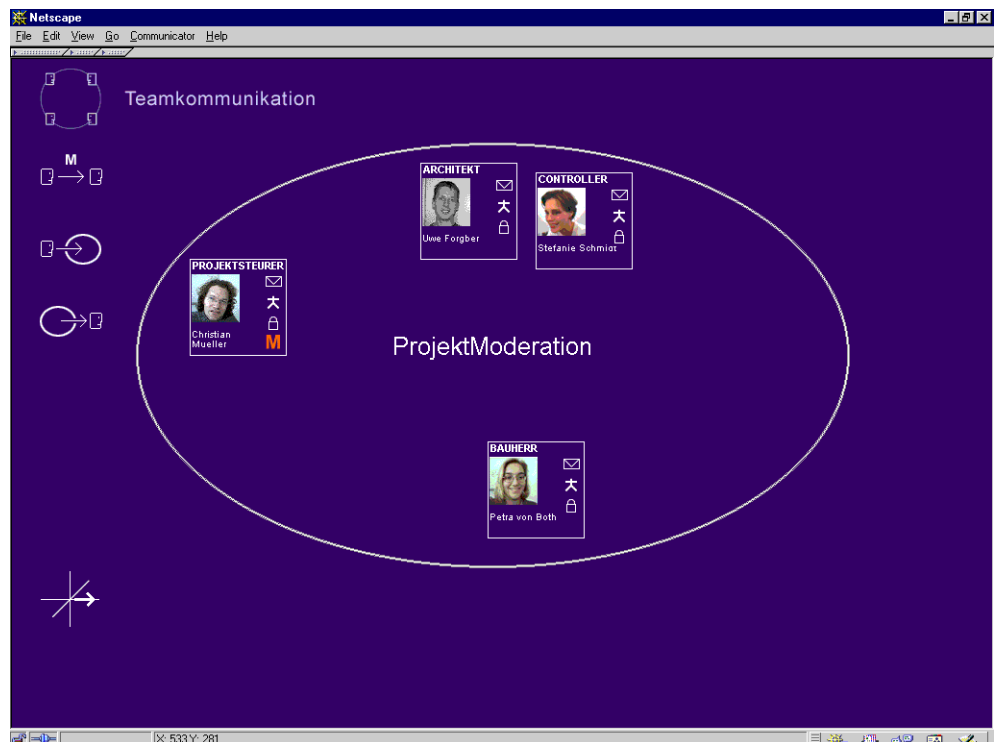 Netscape
File Edit View Go Communicator Help
Teamkommunikation
M
ARCHITEKT
Uwe Forgber
CONTROLLER
Stefanie Schmidt
PROJEKTSTEURER
Christian
Mueller
M
ProjektModeration
BAUHERR
Petra von Both
X: 533 Y: 281